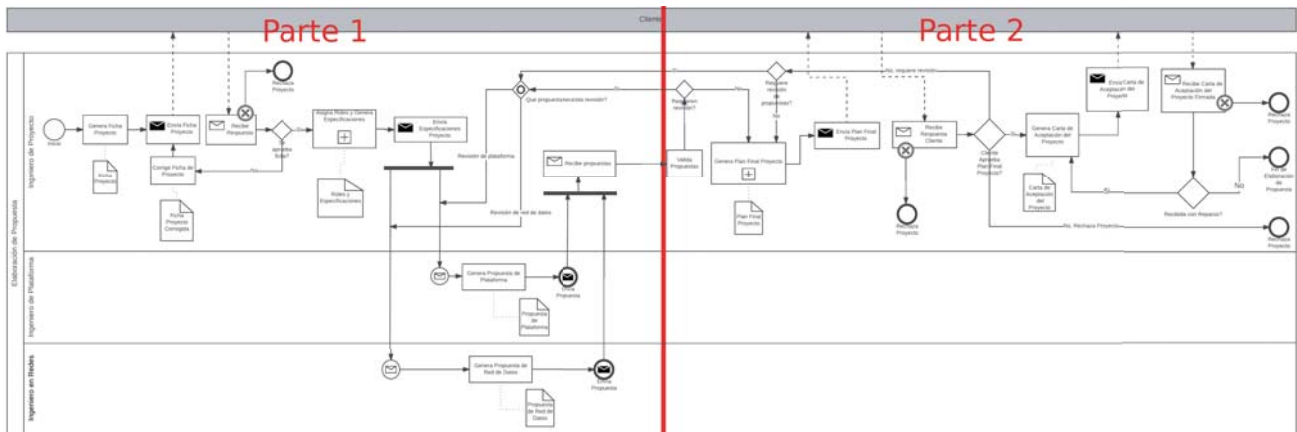 Cliente
Parte 1
Parte 2
Elaboración de Propuesta
Ingeniero de Proyecto
Ingeniero de Plataforma
Ingeniero en Redes
Inicio
Genera Ficha
Proyecto
Ficha
Proyecto
Envía Ficha
Proyecto
Corrige Ficha de
Proyecto
Ficha
Proyecto
Corregida
Recibe
Respuesta
Rechaza
Proyecto
Se
aprueba
ficha?
Asigna Roles y Genera
Especificaciones
Roles y
Especificaciones
Envía
Especificaciones
Proyecto
Revisión de plataforma
Revisión de red de datos
Qué propuesta necesita revisión?
Recibe propuestas
Genera Propuesta de
Plataforma
Propuesta
de
Plataforma
Envía
Propuesta
Genera Propuesta de
Red de Datos
Propuesta
de Red de
Datos
Envía
Propuesta
Valida
Propuestas
Requieren
revisión?
Requiere
revisión
de
propuestas?
No
Genera Plan Final Proyecto
Plan Final
Proyecto
Envía Plan Final
Proyecto
Recibe
Respuesta
Cliente
Rechaza
Proyecto
No, requiere revisión
Cliente
Aprueba
Plan Final
Proyecto?
No, Rechaza Proyecto
Genera Carta de
Aceptación del
Proyecto
Carta de
Aceptación
del
Proyecto
Envía Carta de
Aceptación del
Proyecto
Recibe Carta de
Aceptación del
Proyecto Firmada
Rechaza
Proyecto
Si
No
Recibida con Reparos?
Fin de
Elaboración
de
Propuesta
Rechaza
Proyecto